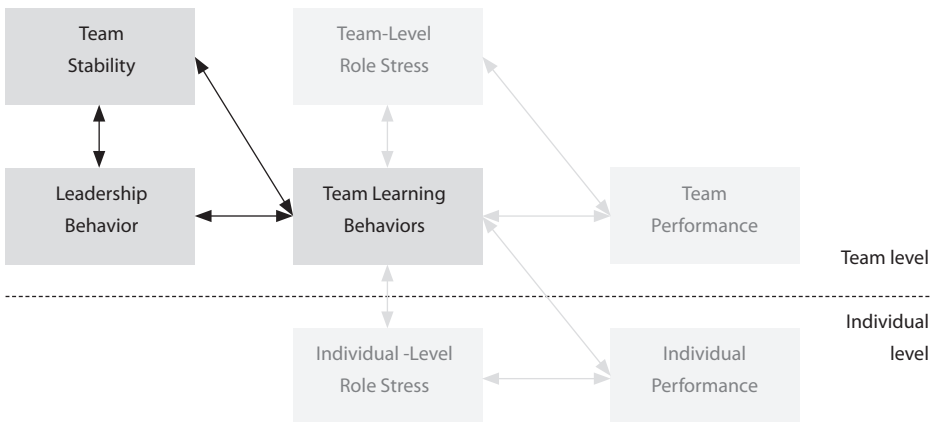 Team
Stability
Team-Level
Role Stress
Leadership
Behavior
Team Learning
Behaviors
Team
Performance
Team level
Individual
level
Individual -Level
Role Stress
Individual
Performance